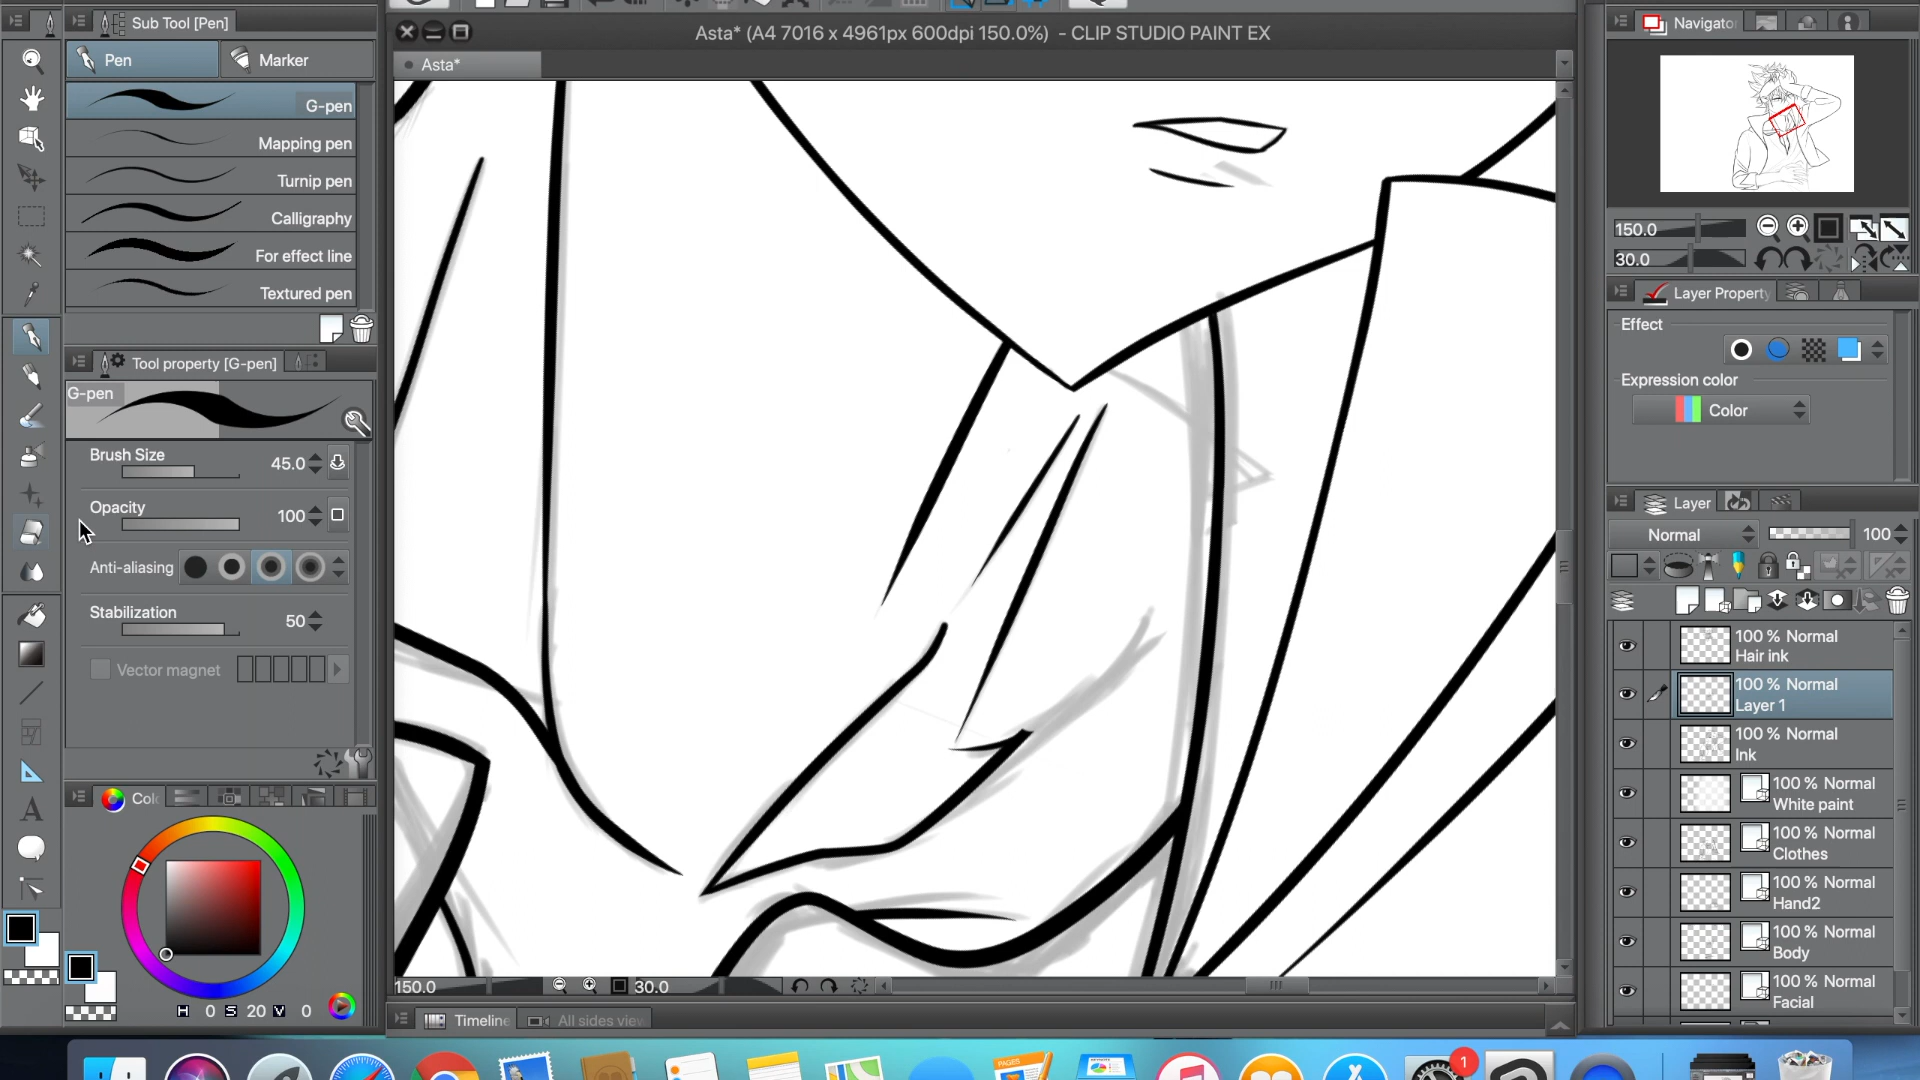 Sub Tool [Pen]
Pen
Marker
G-pen
Mapping pen
Turnip pen
Calligraphy
For effect line
Textured pen
Tool property [G-pen]
G-pen
Brush Size
45.0
Opacity
100
Anti-aliasing
Stabilization
50
Vector magnet
H 0 S 20 V 0
Asta* (A4 7016 x 4961px 600dpi 150.0%) - CLIP STUDIO PAINT EX
Asta*
150.0
30.0
Timeline
All sides view
Navigator
150.0
30.0
Layer Property
Effect
Expression color
Color
Layer
Normal
100
100 % Normal
Hair ink
100 % Normal
Layer 1
100 % Normal
Ink
100 % Normal
White paint
100 % Normal
Clothes
100 % Normal
Hand2
100 % Normal
Body
100 % Normal
Facial
PAGES
1